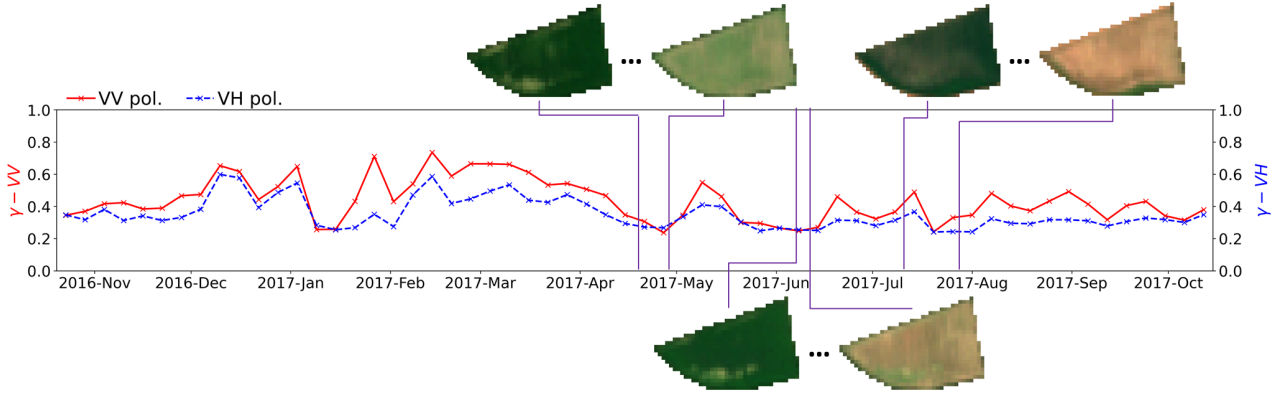 ... ...
VV pol. VH pol.
1.0 1.0
0.8 0.8
0.6 0.6
0.4 0.4
0.2 0.2
0.0 0.0
γ − VV
γ − VH
2016-Nov 2016-Dec 2017-Jan 2017-Feb 2017-Mar 2017-Apr 2017-May 2017-Jun 2017-Jul 2017-Aug 2017-Sep 2017-Oct
...